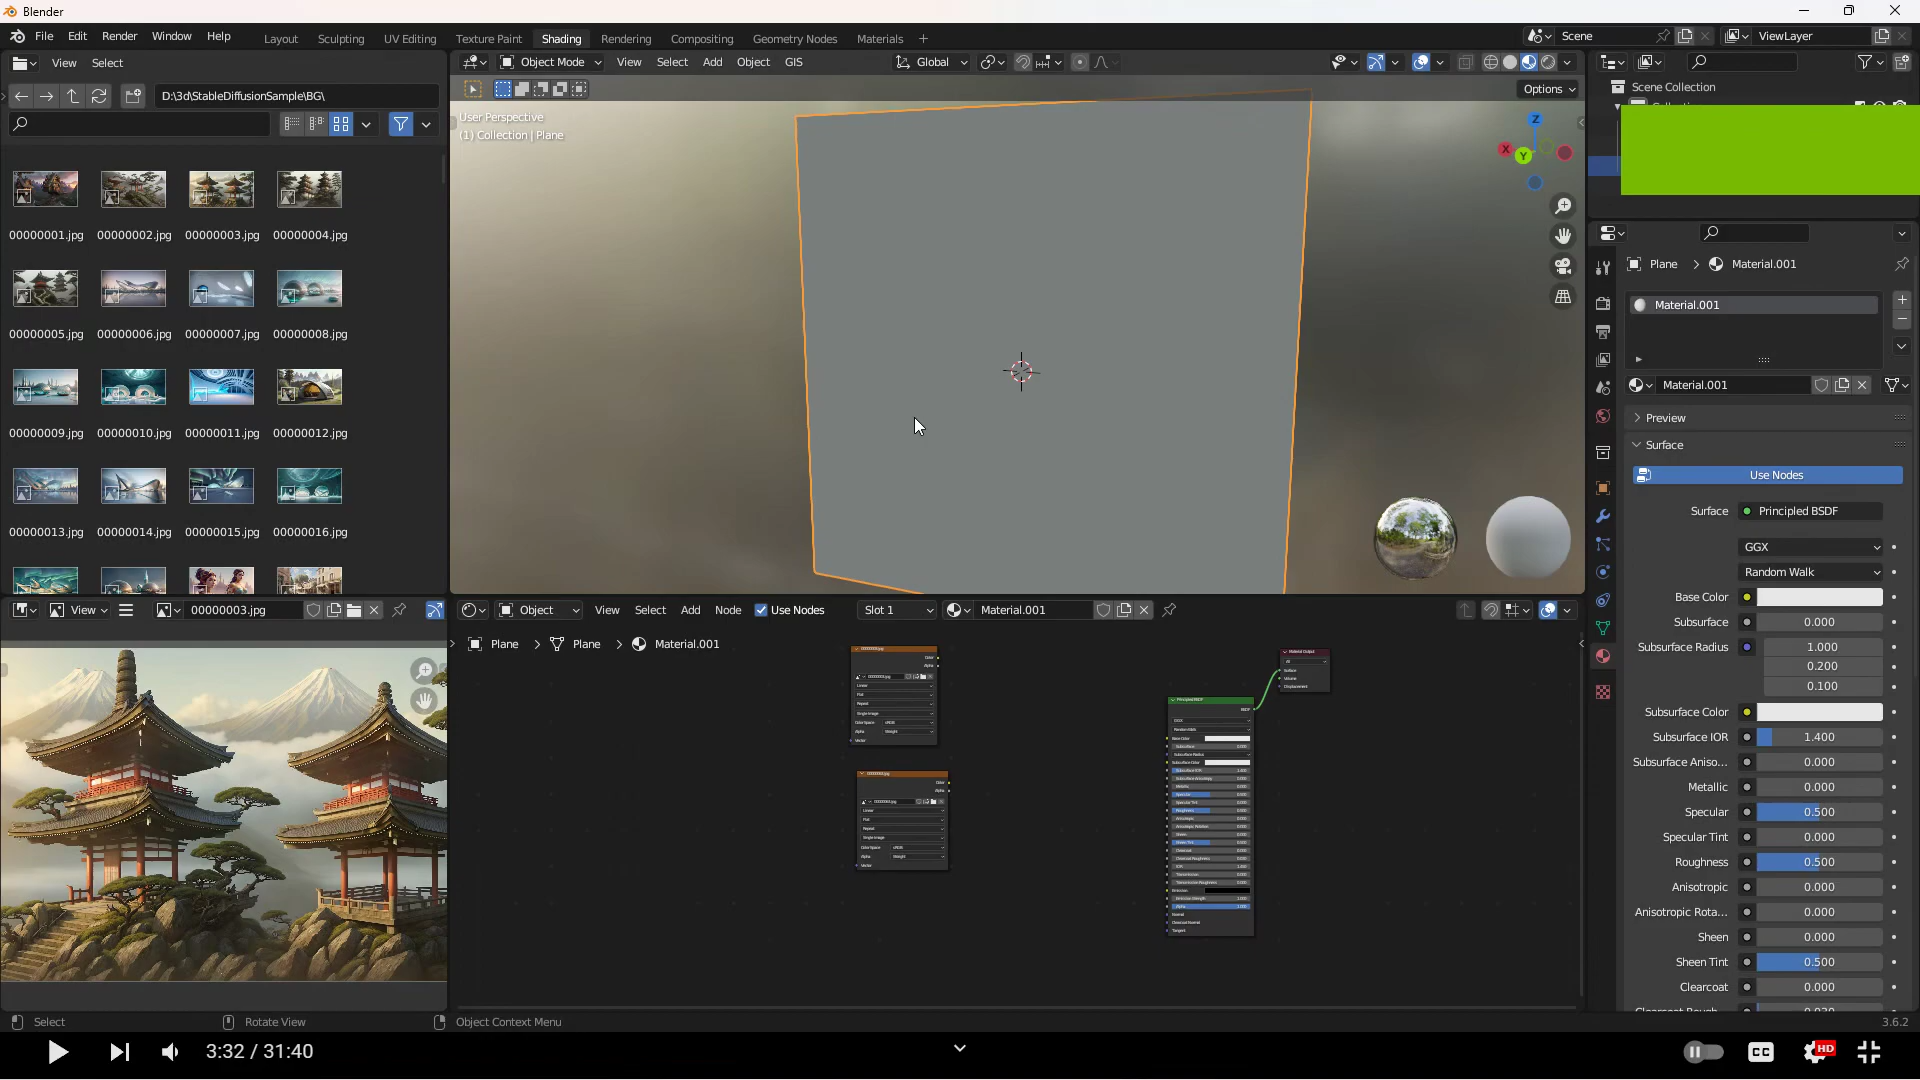 Blender
File Edit Render Window Help
Layout Sculpting UV Editing Texture Paint Shading Rendering Compositing Geometry Nodes Materials +
Scene
ViewLayer
View Select
Object Mode View Select Add Object GIS
Global
D:\3d\StableDiffusionSample\BG\
Options
Scene Collection
User Perspective
(1) Collection | Plane
Z
X
Y
00000001.jpg 00000002.jpg 00000003.jpg 00000004.jpg
00000005.jpg 00000006.jpg 00000007.jpg 00000008.jpg
00000009.jpg 00000010.jpg 00000011.jpg 00000012.jpg
00000013.jpg 00000014.jpg 00000015.jpg 00000016.jpg
Plane > Material.001
Material.001
Material.001
Preview
Surface
Use Nodes
Surface Principled BSDF
GGX
Random Walk
Base Color
Subsurface 0.000
Subsurface Radius 1.000
0.200
0.100
Subsurface Color
Subsurface IOR 1.400
Subsurface Aniso... 0.000
Metallic 0.000
Specular 0.500
Specular Tint 0.000
Roughness 0.500
Anisotropic 0.000
Anisotropic Rota... 0.000
Sheen 0.000
Sheen Tint 0.500
Clearcoat 0.000
View 00000003.jpg
Object View Select Add Node Use Nodes Slot 1 Material.001
Plane > Plane > Material.001
Select
Rotate View
Object Context Menu
3.6.2
3:32 / 31:40
CC
HD